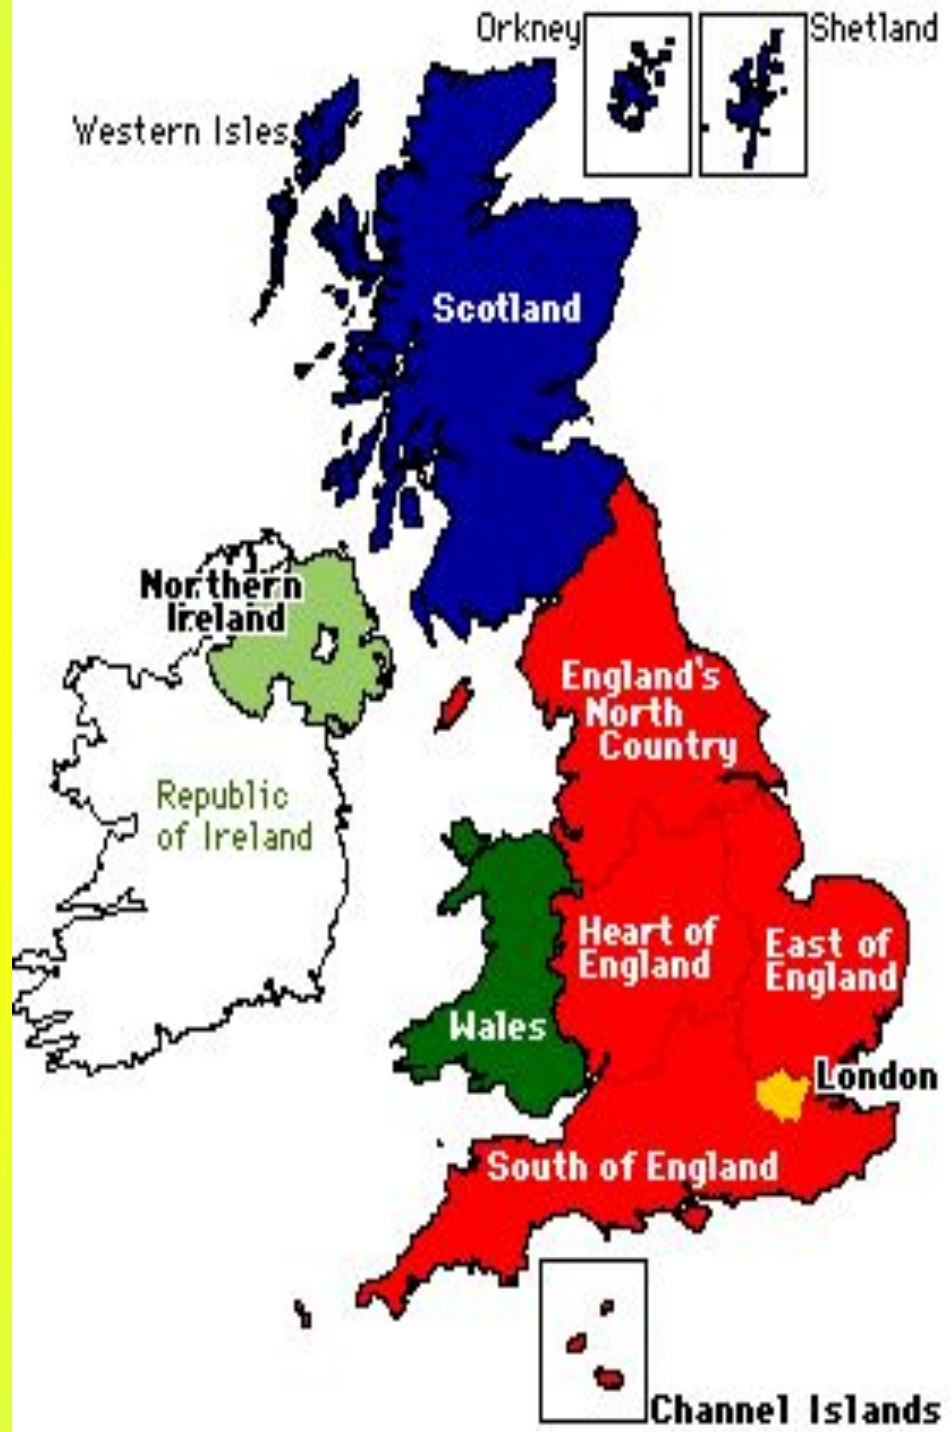 Orkney
Shetland
Western Isles
Scotland
Northern
Ireland
England's
North
Country
Republic
of Ireland
Heart of
England
East of
England
Wales
London
South of England
Channel Islands